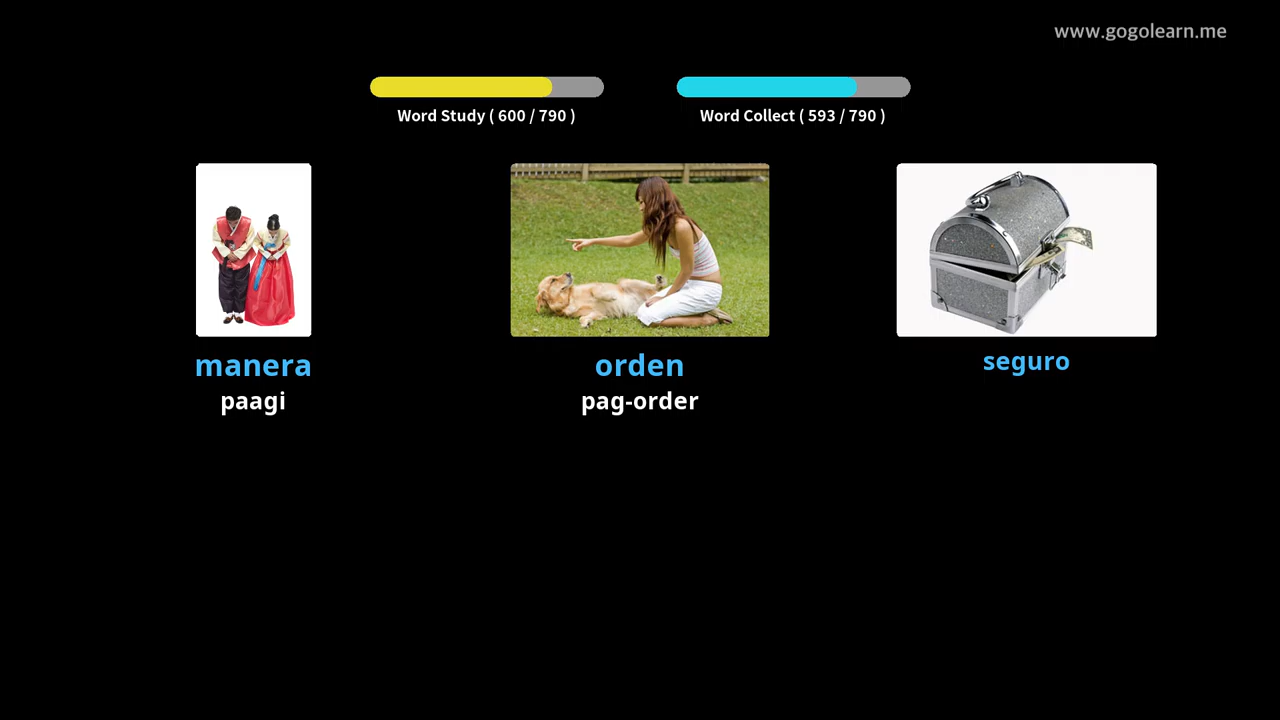 www.gogolearn.me
Word Study ( 600 / 790 )
Word Collect ( 593 / 790 )
manera
paagi
orden
pag-order
seguro